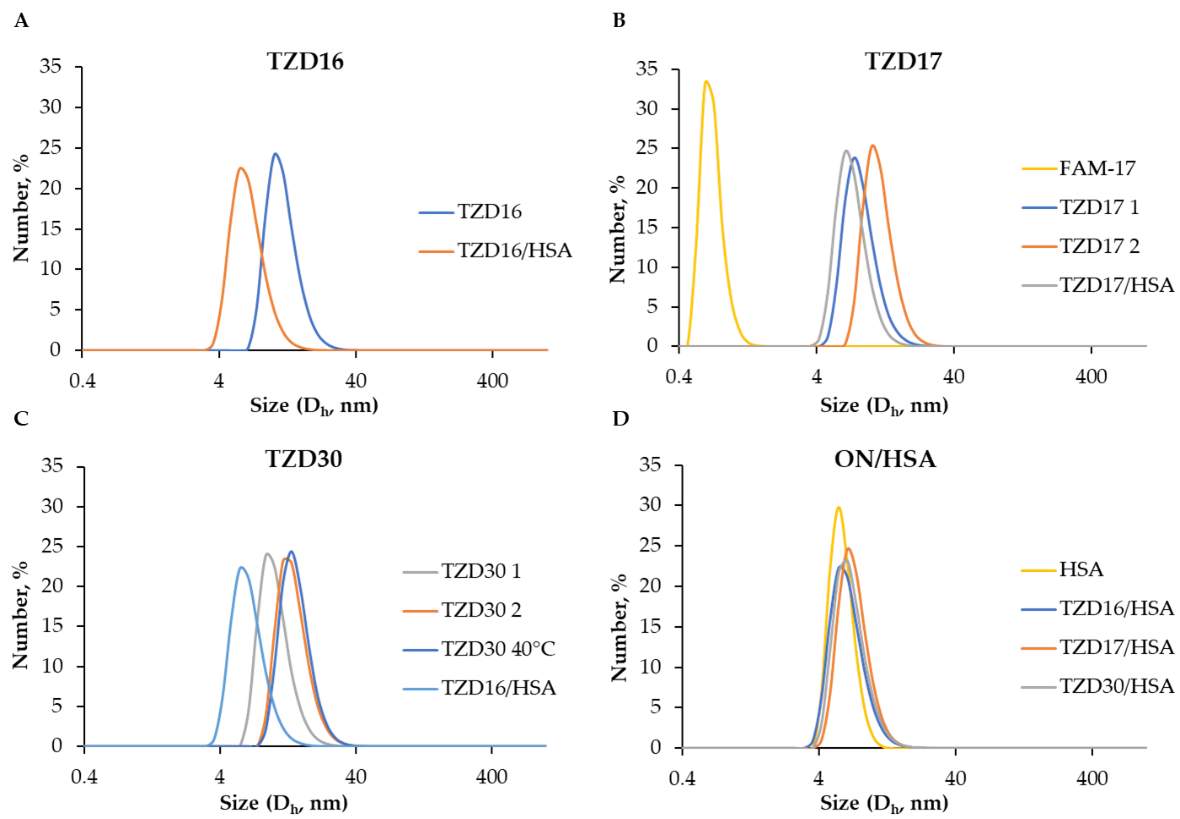 A
TZD16
35
30
25
20
15
10
5
0
Number, %
0.4
4
40
400
Size (Dₕ, nm)
TZD16
TZD16/HSA
B
TZD17
35
30
25
20
15
10
5
0
Number, %
0.4
4
40
400
Size (Dₕ, nm)
FAM-17
TZD17 1
TZD17 2
TZD17/HSA
C
TZD30
35
30
25
20
15
10
5
0
Number, %
0.4
4
40
400
Size (Dₕ, nm)
TZD30 1
TZD30 2
TZD30 40°C
TZD16/HSA
D
ON/HSA
35
30
25
20
15
10
5
0
Number, %
0.4
4
40
400
Size (Dₕ, nm)
HSA
TZD16/HSA
TZD17/HSA
TZD30/HSA